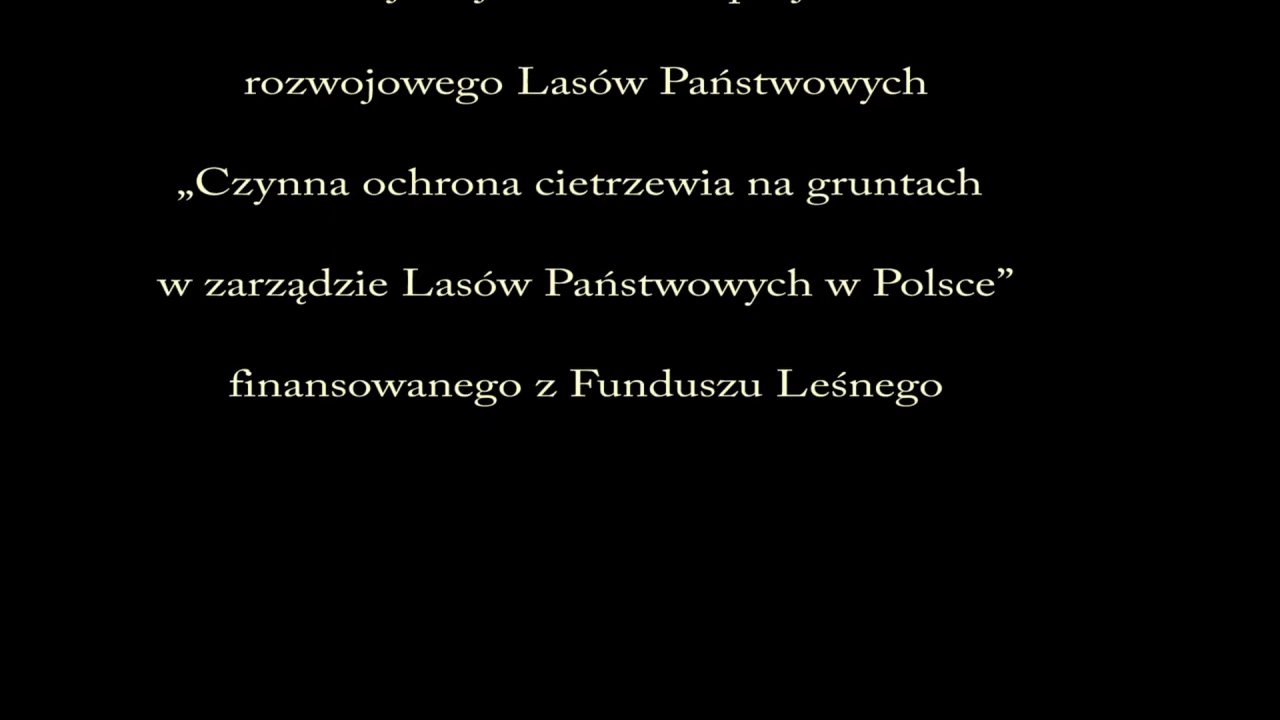 rozwojowego Lasów Państwowych
„Czynna ochrona cietrzewia na gruntach
w zarządzie Lasów Państwowych w Polsce”
finansowanego z Funduszu Leśnego